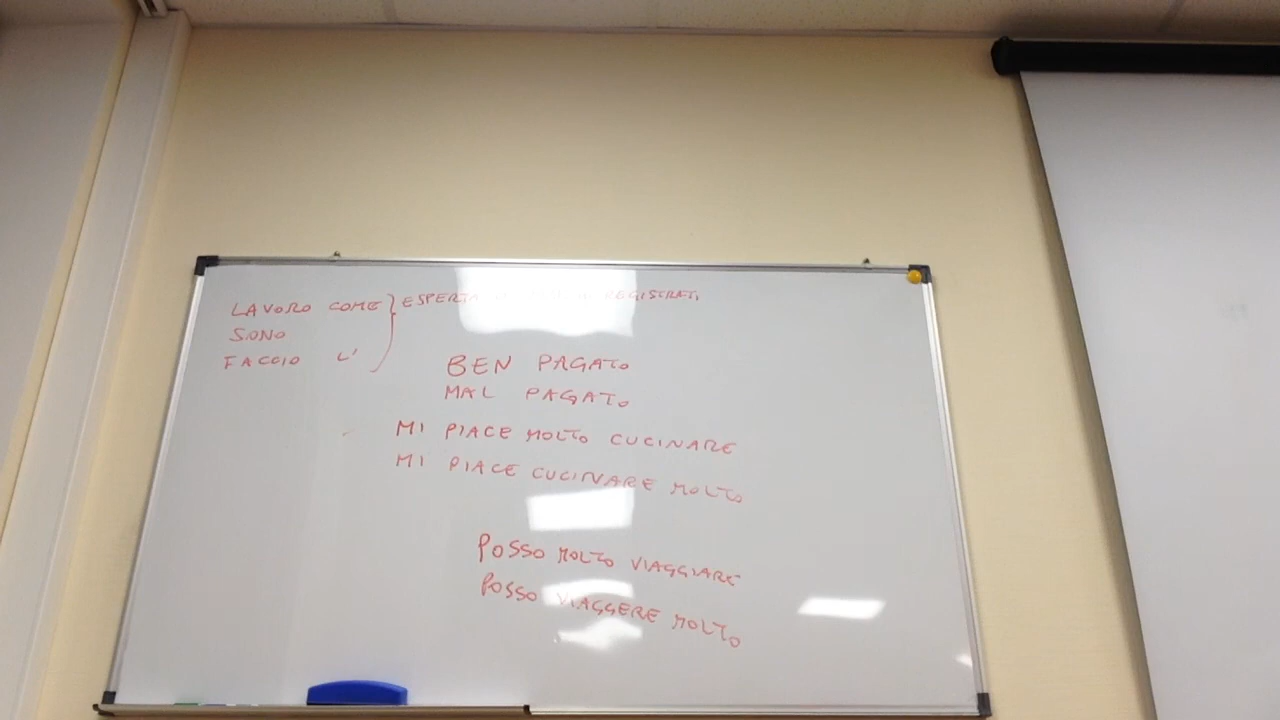 LAVORO COME } ESPERTA REGISTRATI
SONO
FACCIO L'
BEN PAGATO
MAL PAGATO
MI PIACE MOLTO CUCINARE
MI PIACE CUCINARE MOLTO
POSSO MOLTO VIAGGIARE
POSSO VIAGGERE MOLTO